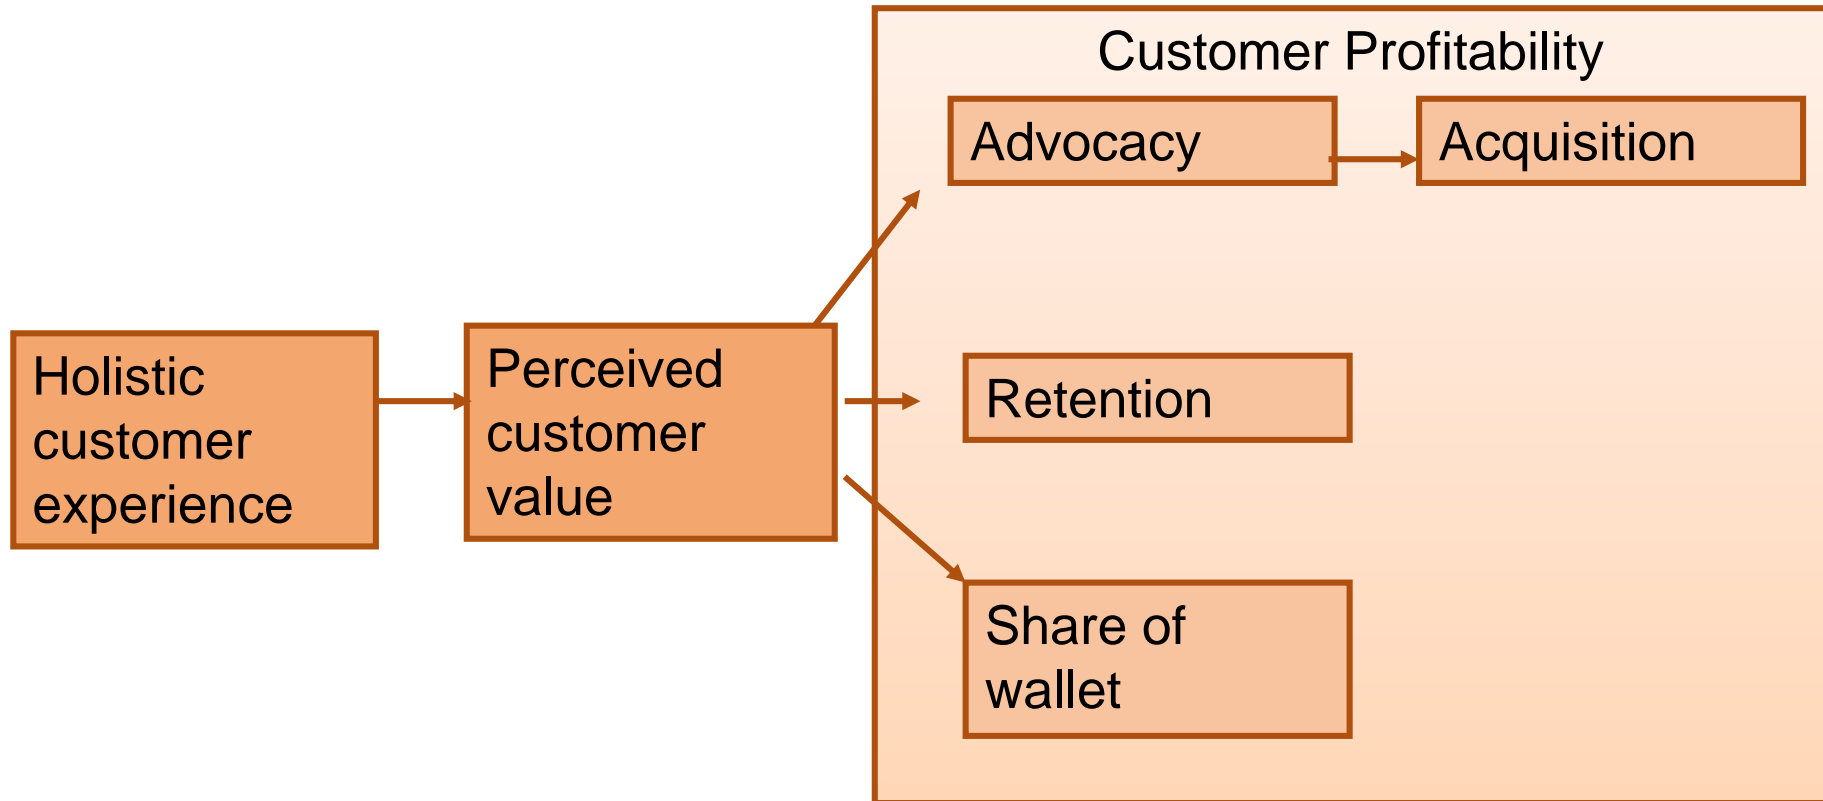 Customer Profitability
Advocacy
Acquisition
Holistic
customer
experience
Perceived
customer
value
Retention
Share of
wallet